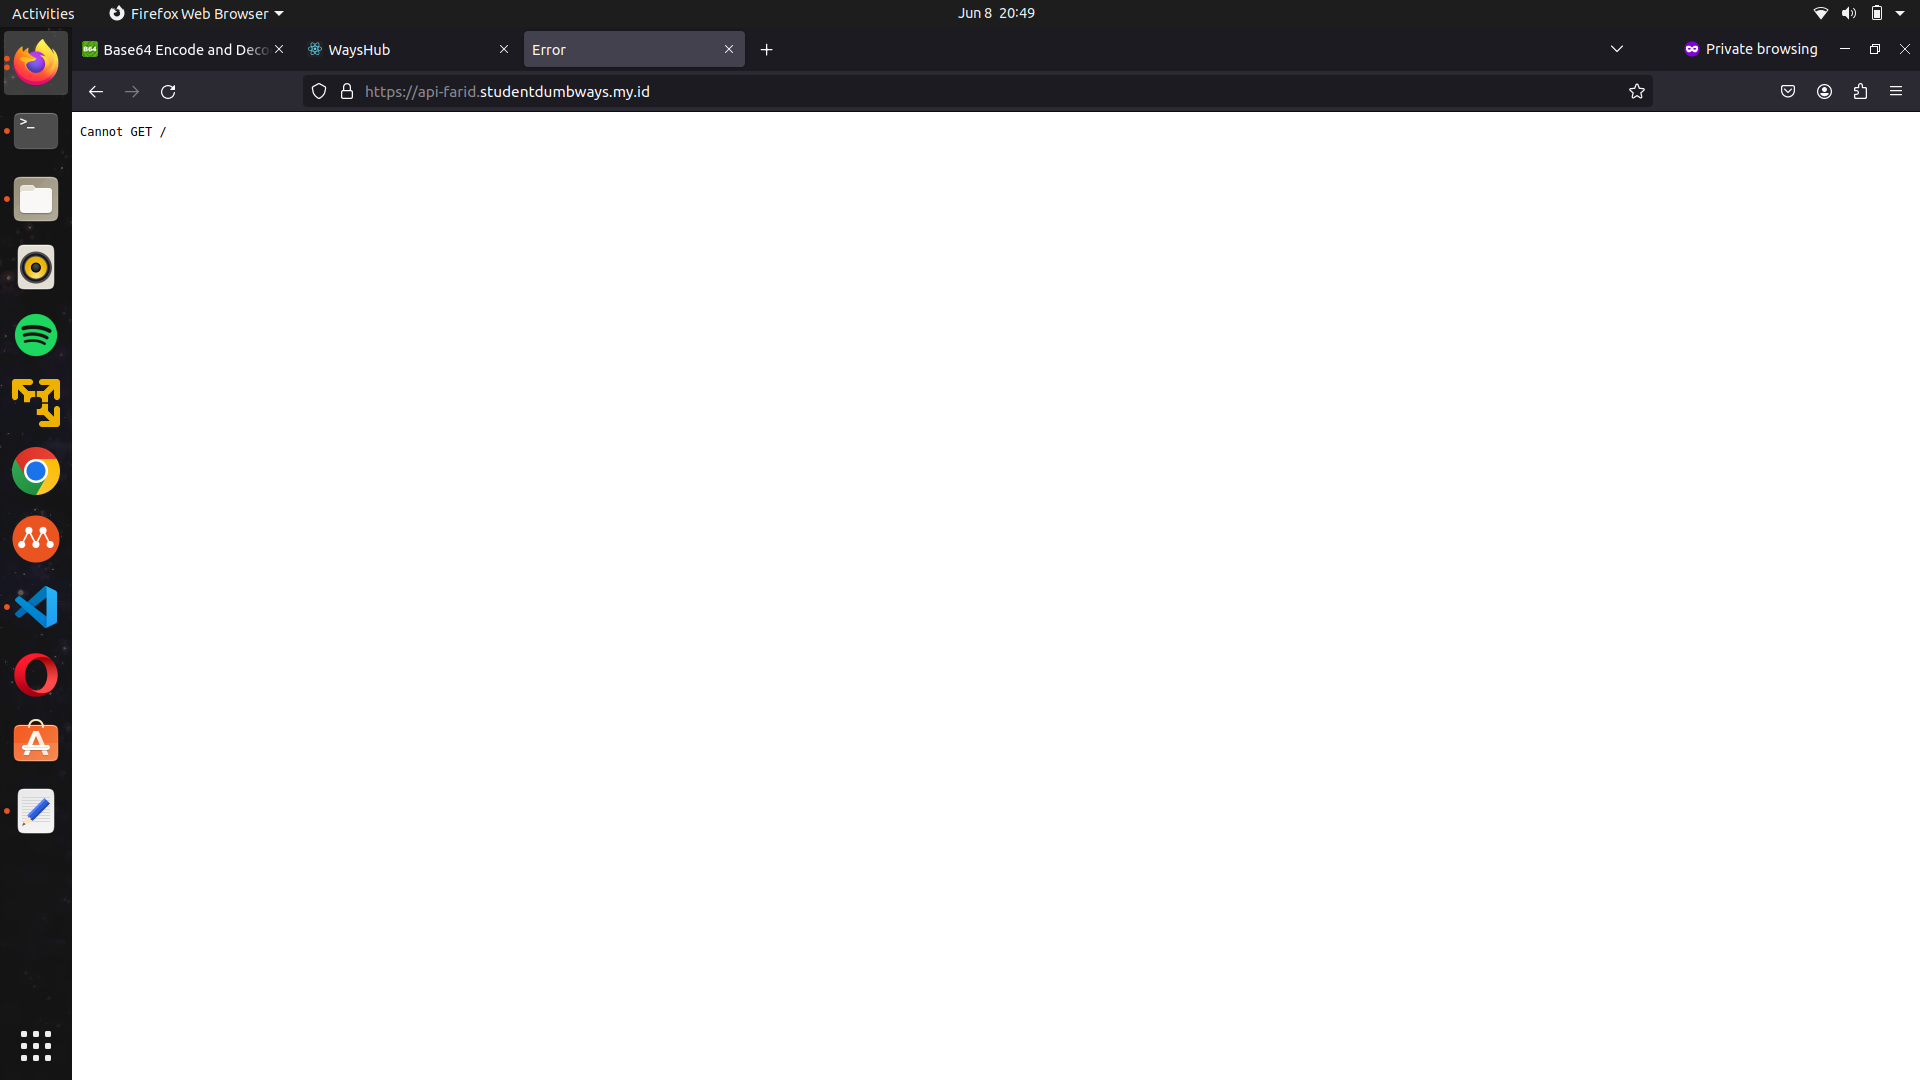 Activities
Firefox Web Browser
Jun 8 20:49
B64
Base64 Encode and Deco
WaysHub
Error
Private browsing
https://api-farid.studentdumbways.my.id
Cannot GET /